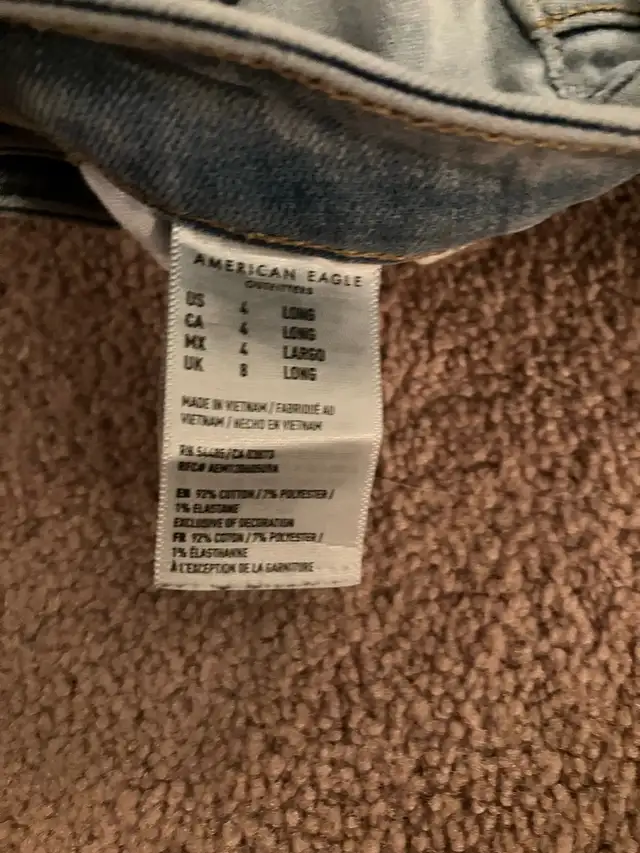 AMERICAN EAGLE
OUTFITTERS
US 4 LONG
CA 4 LONG
MX 4 LARGO
UK 8 LONG
MADE IN VIETNAM / FABRIQUÉ AU
VIETNAM / HECHO EN VIETNAM
RN 54485/CA
RFC#
EN 92% COTTON / 7% POLYESTER /
1% ELASTANE
EXCLUSIVE OF DECORATION
FR 92% COTON / 7% POLYESTER /
1% ÉLASTHANNE
À L'EXCEPTION DE LA GARNITURE